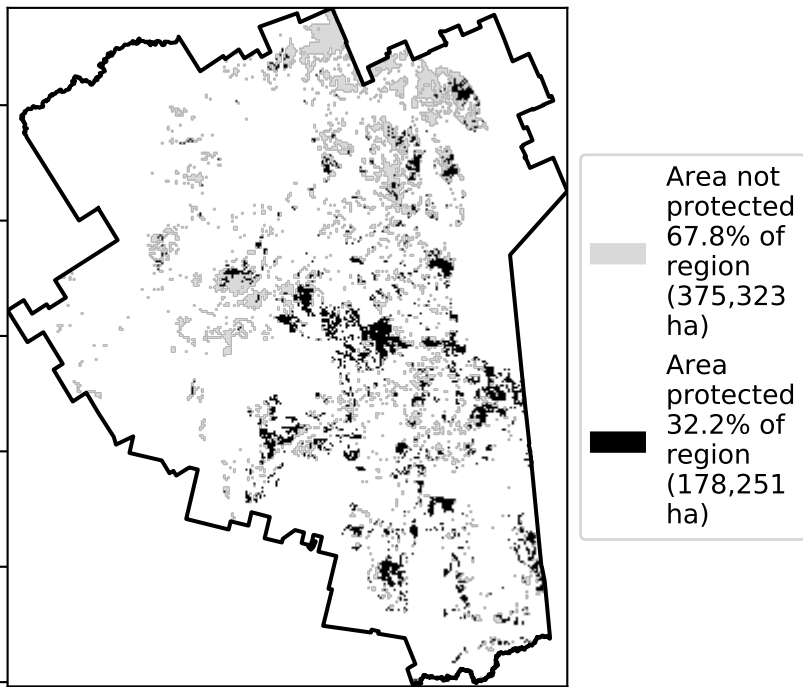 Area not
protected
67.8% of
region
(375,323
ha)
Area
protected
32.2% of
region
(178,251
ha)